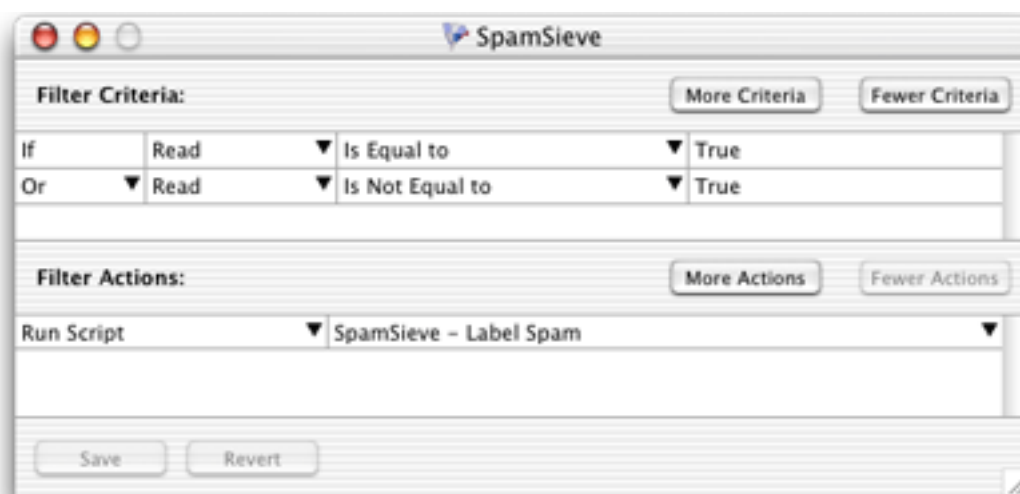 SpamSieve
Filter Criteria: More Criteria Fewer Criteria
If Read Is Equal to True
Or Read Is Not Equal to True
Filter Actions: More Actions Fewer Actions
Run Script SpamSieve – Label Spam
Save Revert